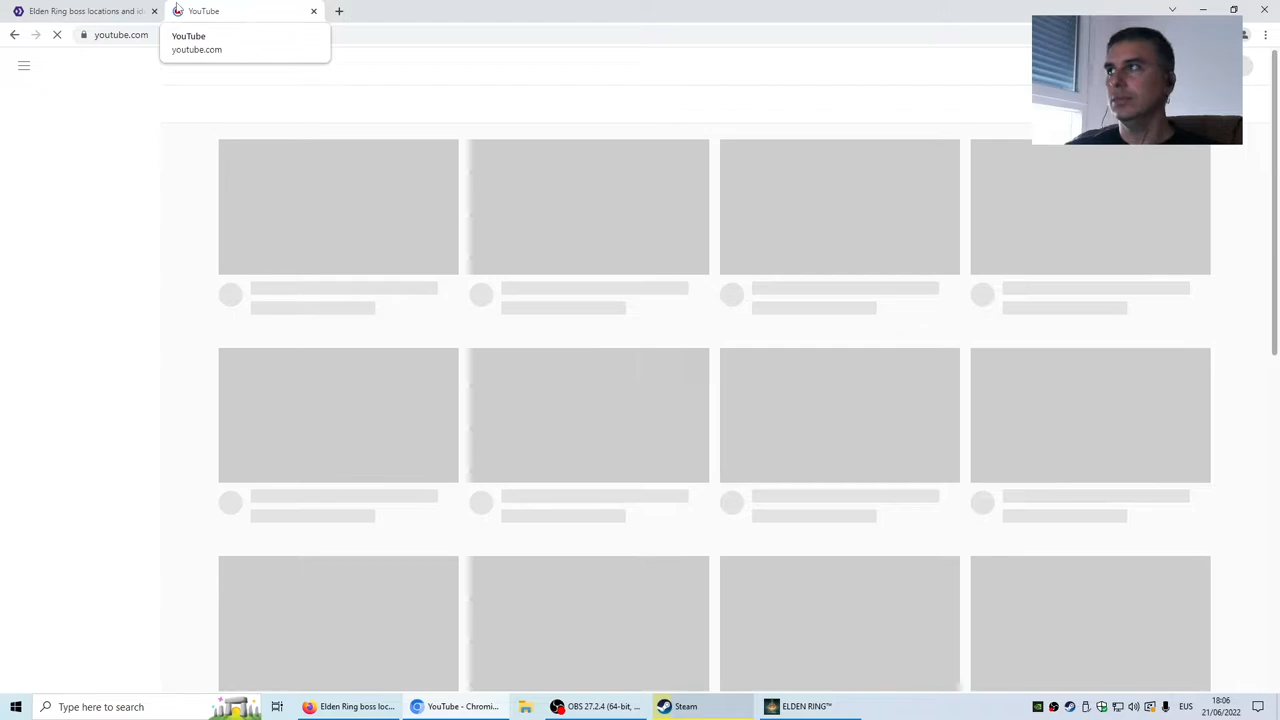 Elden Ring boss locations and id
YouTube
youtube.com
YouTube
youtube.com
Type here to search
Elden Ring boss loc...
YouTube - Chromi...
OBS 27.2.4 (64-bit, ...
Steam
ELDEN RING™
EUS
18:06
21/06/2022